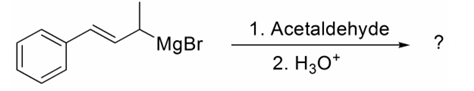 MgBr
1. Acetaldehyde
2. H₃O⁺
?